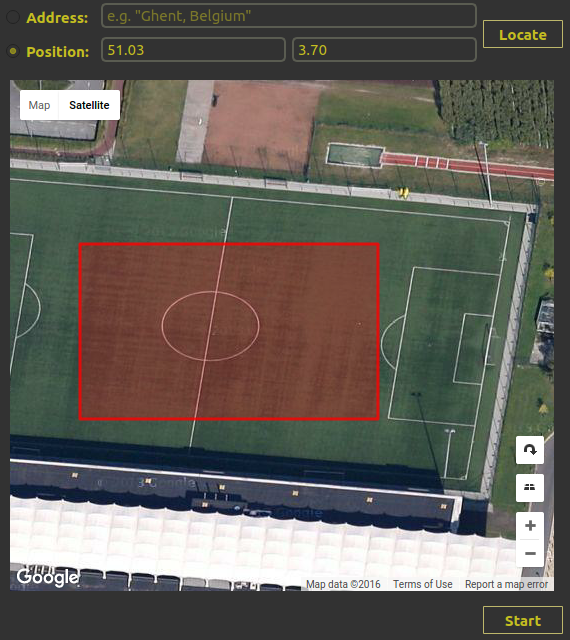 Address:
e.g. "Ghent, Belgium"
Locate
Position:
51.03
3.70
Map
Satellite
Google
Map data ©2016
Terms of Use
Report a map error
Start